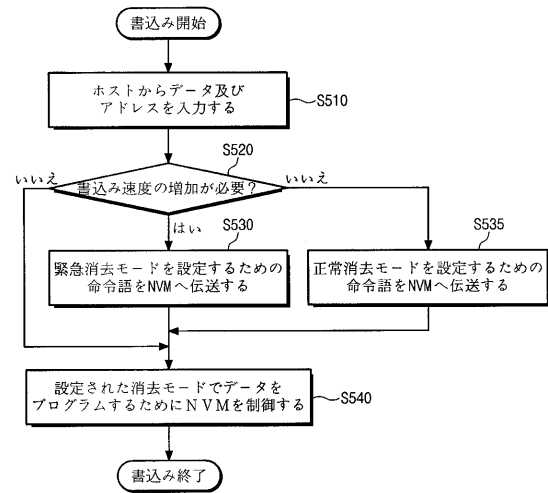 書込み開始
ホストからデータ及び
アドレスを入力する
S510
S520
いいえ
書込み速度の増加が必要？
いいえ
はい
S530
S535
緊急消去モードを設定するための
命令語をNVMへ伝送する
正常消去モードを設定するための
命令語をNVMへ伝送する
設定された消去モードでデータを
プログラムするためにＮＶＭを制御する
S540
書込み終了